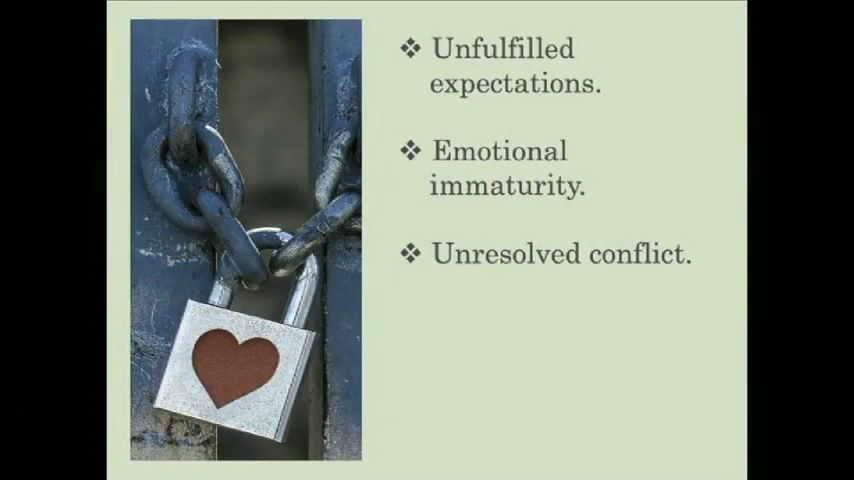 ❖ Unfulfilled
expectations.
❖ Emotional
immaturity.
❖ Unresolved conflict.